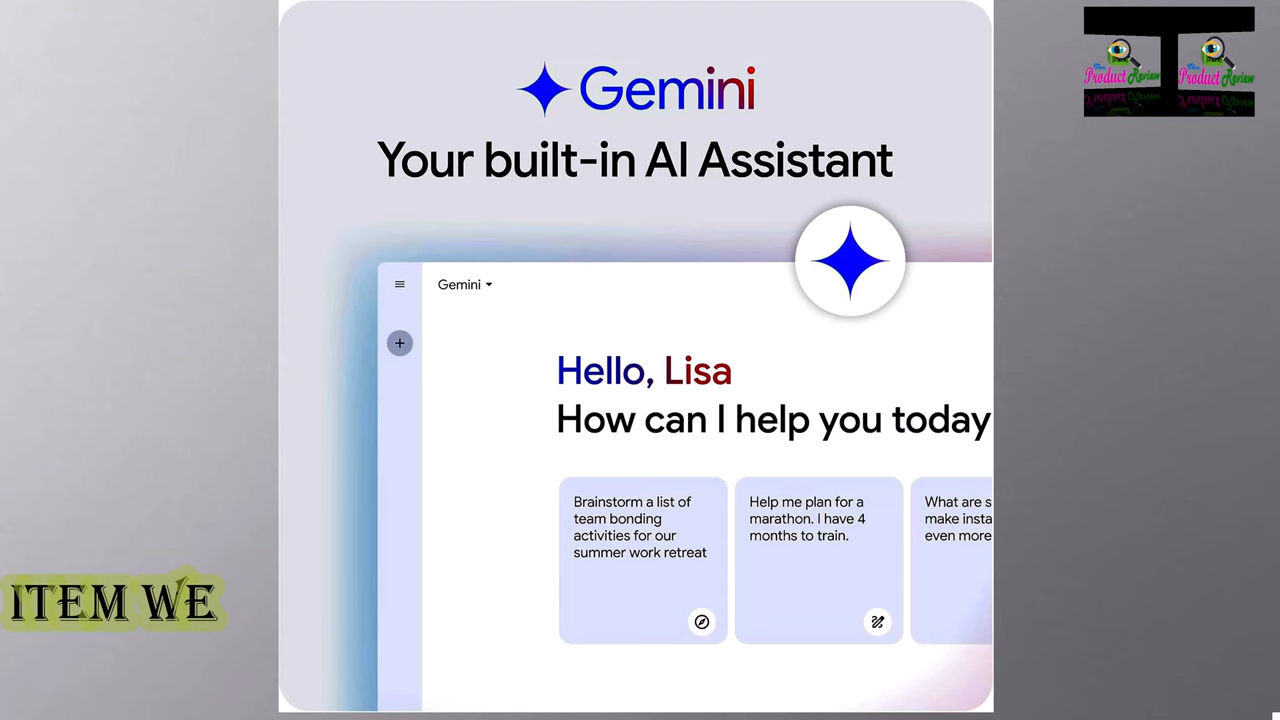 The
Product Review
The
Product Review
Gemini
Your built-in AI Assistant
Gemini
Hello, Lisa
How can I help you today
Brainstorm a list of
team bonding
activities for our
summer work retreat
Help me plan for a
marathon. I have 4
months to train.
What are s
make insta
even more
ITEM WE